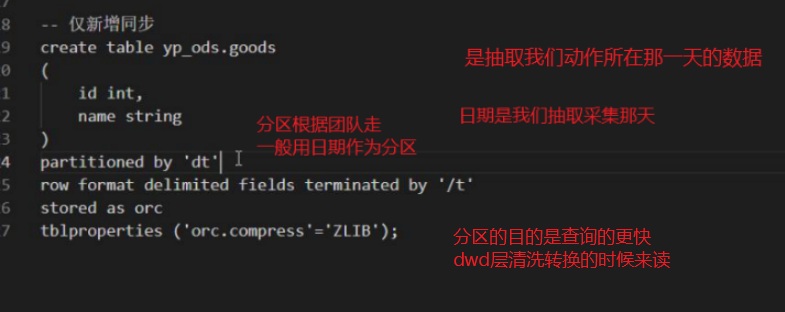 8 -- 仅新增同步
9 create table yp_ods.goods
0 (
1 id int,
2 name string
3 )
24 partitioned by 'dt'
5 row format delimited fields terminated by '/t'
6 stored as orc
7 tblproperties ('orc.compress'='ZLIB');
是抽取我们动作所在那一天的数据
日期是我们抽取采集那天
分区根据团队走
一般用日期作为分区
分区的目的是查询的更快
dwd层清洗转换的时候来读